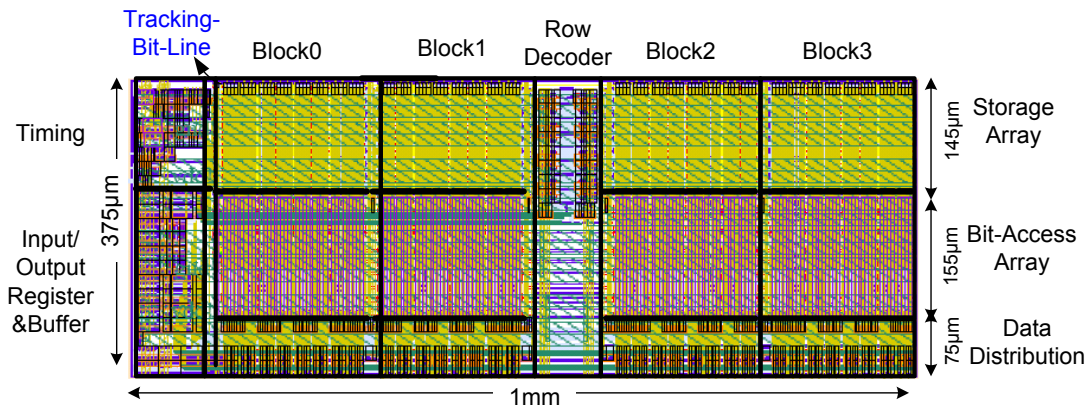 Tracking-
Bit-Line
Block0
Block1
Row
Decoder
Block2
Block3
Timing
375µm
Input/
Output
Register
&Buffer
145µm
Storage
Array
155µm
Bit-Access
Array
75µm
Data
Distribution
1mm